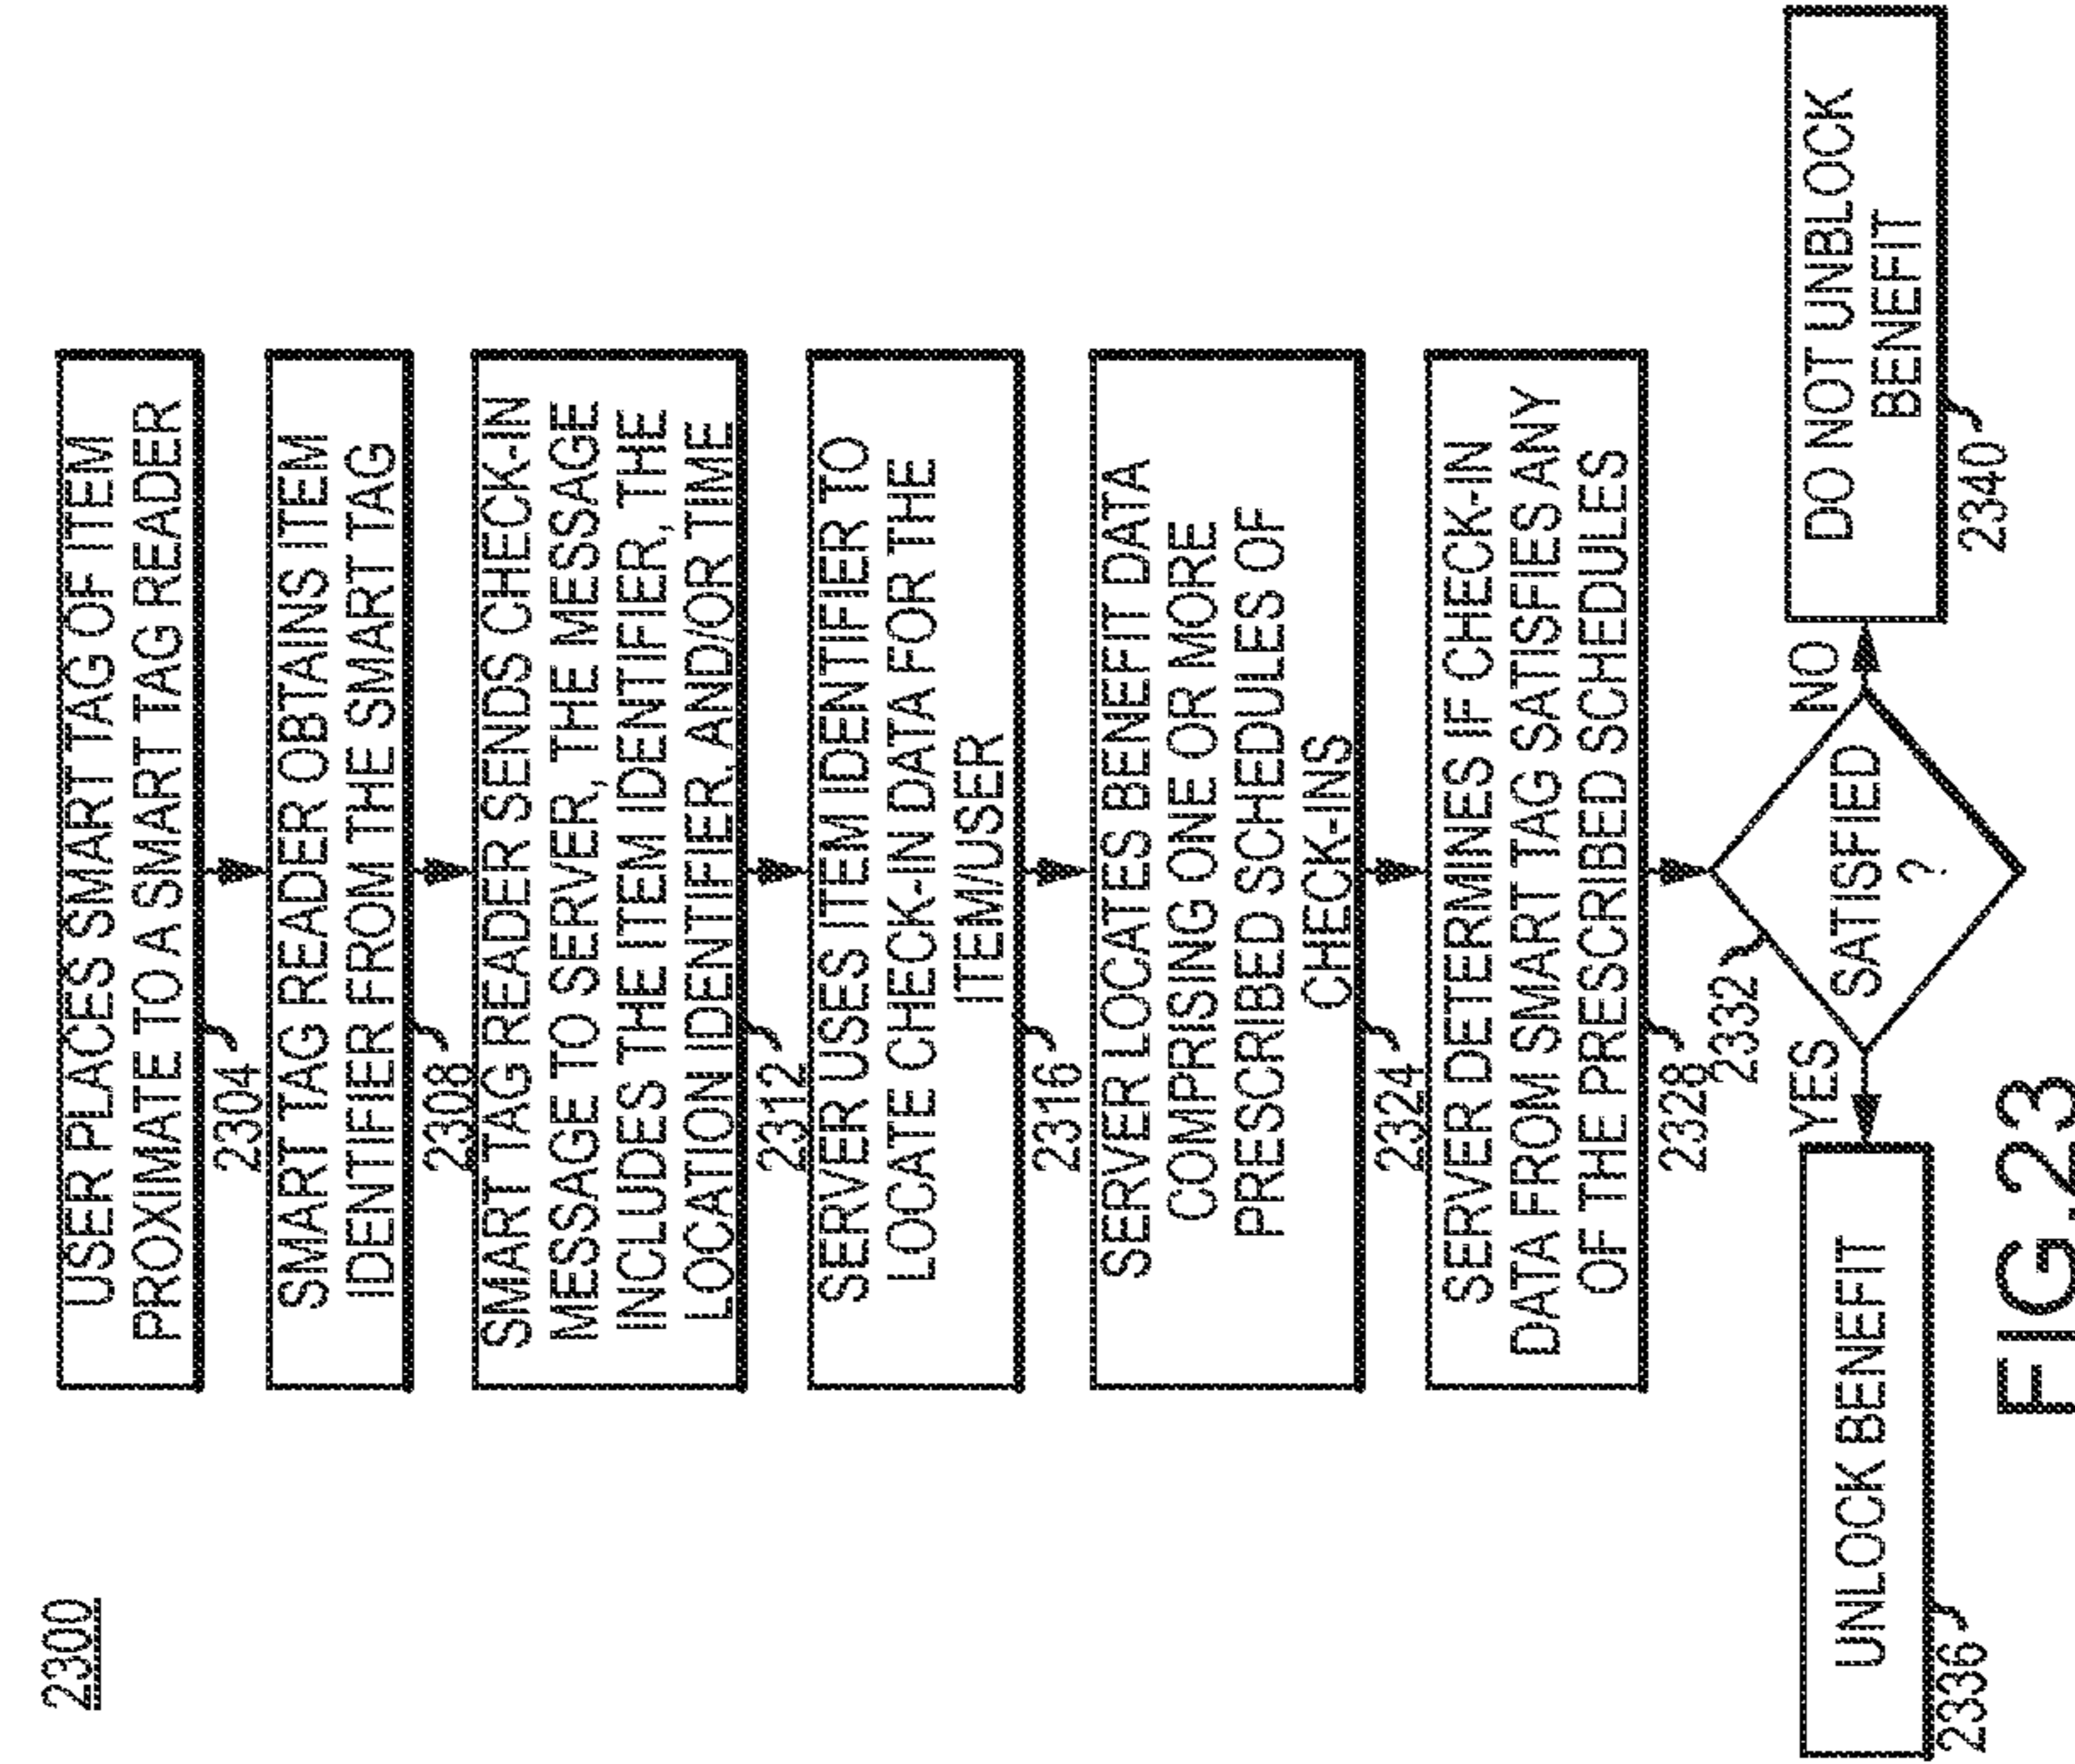 2300
USER PLACES SMART TAG OF ITEM
PROXIMATE TO A SMART TAG READER
2304
SMART TAG READER OBTAINS ITEM
IDENTIFIER FROM THE SMART TAG
2308
SMART TAG READER SENDS CHECK-IN
MESSAGE TO SERVER, THE MESSAGE
INCLUDES THE ITEM IDENTIFIER, THE
LOCATION IDENTIFIER, AND/OR TIME
2312
SERVER USES ITEM IDENTIFIER TO
LOCATE CHECK-IN DATA FOR THE
ITEM/USER
2316
SERVER LOCATES BENEFIT DATA
COMPRISING ONE OR MORE
PRESCRIBED SCHEDULES OF
CHECK-INS
2324
SERVER DETERMINES IF CHECK-IN
DATA FROM SMART TAG SATISFIES ANY
OF THE PRESCRIBED SCHEDULES
2328
2332
SATISFIED
?
YES
NO
UNLOCK BENEFIT
2336
DO NOT UNBLOCK
BENEFIT
2340
FIG.23